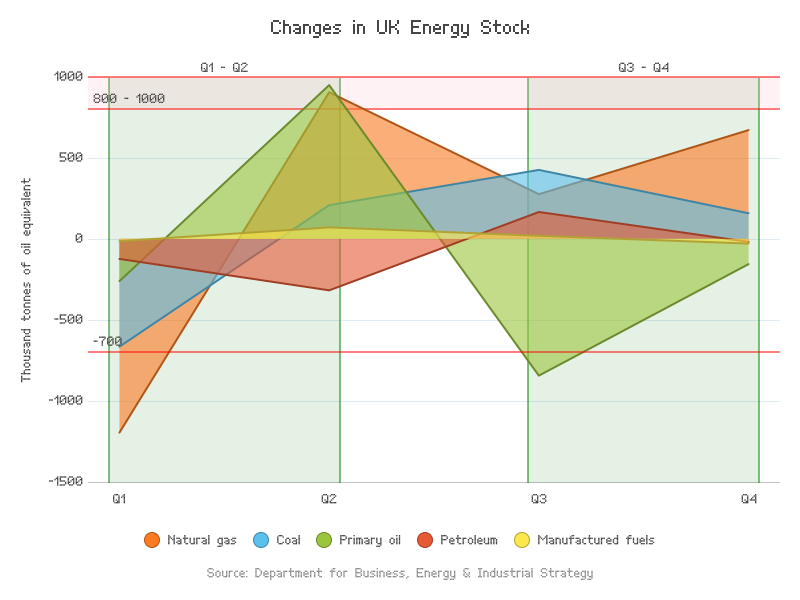 Changes in UK Energy Stock
Q1 - Q2
Q3 - Q4
1000
800 - 1000
500
0
-500
-700
-1000
-1500
Thousand tonnes of oil equivalent
Q1
Q2
Q3
Q4
Natural gas
Coal
Primary oil
Petroleum
Manufactured fuels
Source: Department for Business, Energy & Industrial Strategy